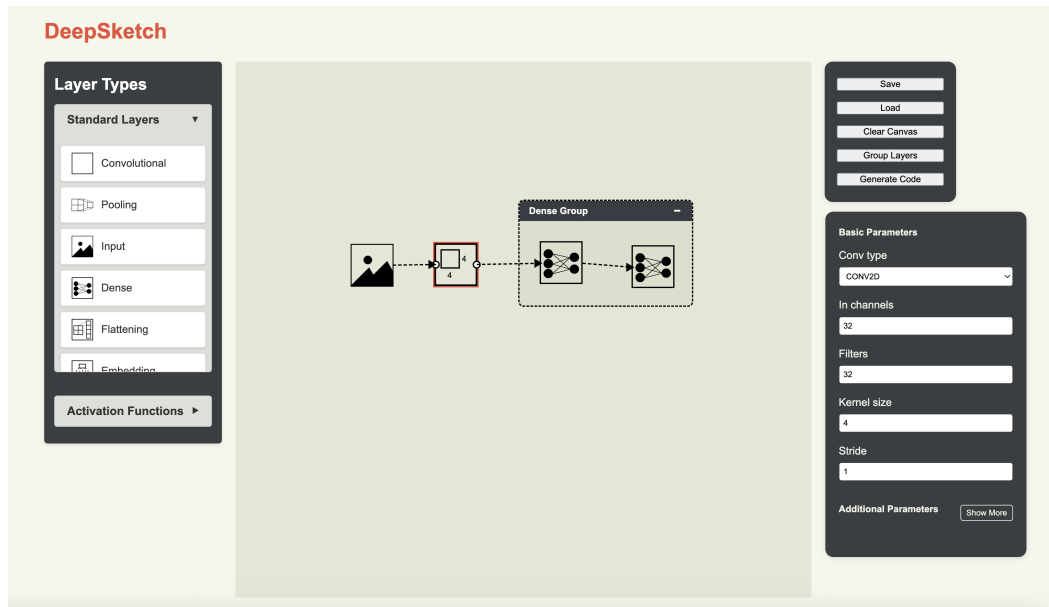 DeepSketch
Layer Types
Standard Layers
Convolutional
Pooling
Input
Dense
Flattening
Embedding
Activation Functions
4
4
Dense Group
Save
Load
Clear Canvas
Group Layers
Generate Code
Basic Parameters
Conv type
CONV2D
In channels
32
Filters
32
Kernel size
4
Stride
1
Additional Parameters
Show More